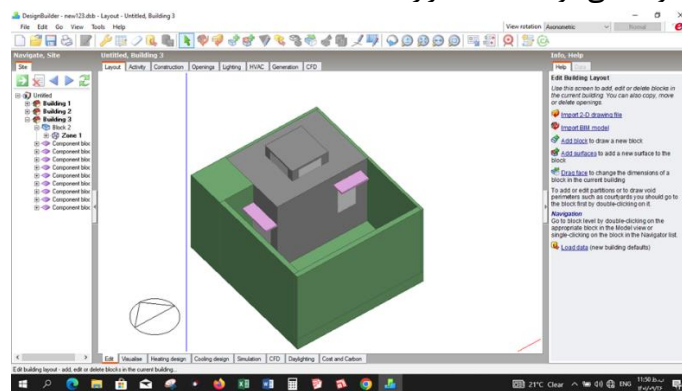 DesignBuilder - new123.dsb - Layout - Untitled, Building 3
File Edit Go View Tools Help
View rotation Axonometric Normal
Navigate, Site
Untitled, Building 3
Info, Help
Site
Layout Activity Construction Openings Lighting HVAC Generation CFD
Help Data
Untitled
Building 1
Building 2
Building 3
Block 2
Zone 1
Component bloc
Component bloc
Component bloc
Component bloc
Component bloc
Component bloc
Component bloc
Component bloc
Edit Building Layout
Use this screen to add, edit or delete blocks in
the current building. You can also copy, move
or delete openings.
Import 2-D drawing file
Import BIM model
Add block to draw a new block
Add surfaces to add a new surface to the
block
Drag face to change the dimensions of a
block in the current building
To add or edit partitions or to draw void
perimeters such as courtyards you should go to
the block first by double-clicking on it.
Navigation
Go to block level by double-clicking on the
appropriate block in the Model view or
single-clicking on the block in the Navigator list.
Load data (new building defaults)
Edit Visualise Heating design Cooling design Simulation CFD Daylighting Cost and Carbon
Edit building layout - add, edit or delete blocks in the current building...
21°C Clear ENG